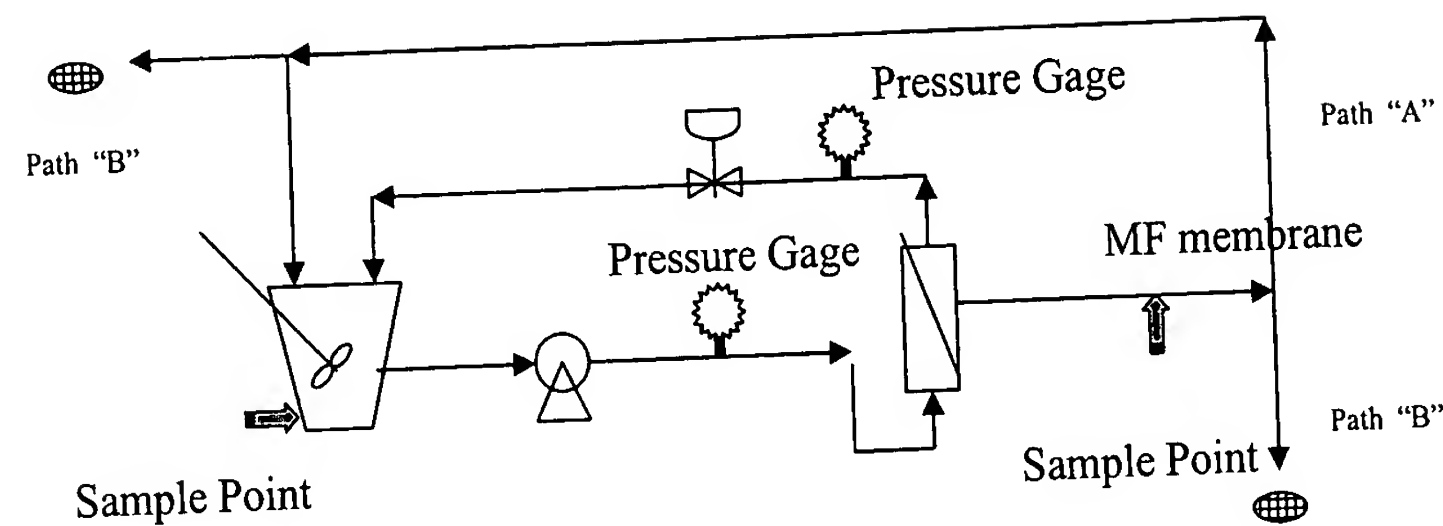 Pressure Gage
Path “A”
Path “B”
MF membrane
Pressure Gage
Path “B”
Sample Point
Sample Point